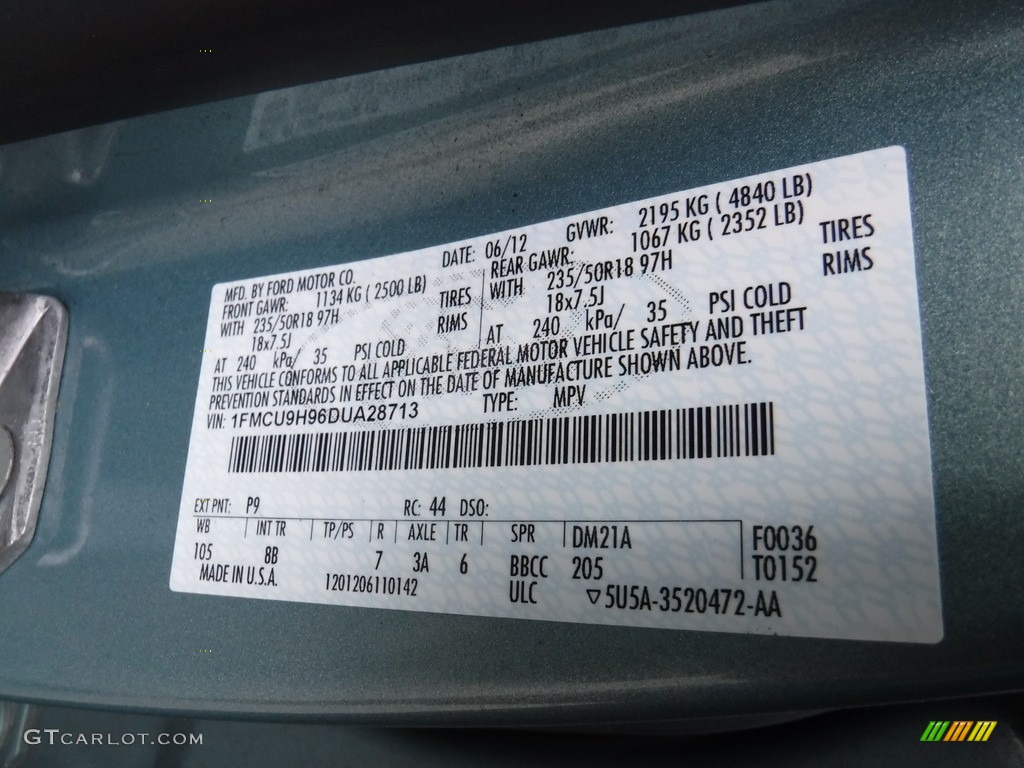 MFD. BY FORD MOTOR CO. DATE: 06/12 GVWR: 2195 KG ( 4840 LB)
FRONT GAWR: 1134 KG ( 2500 LB) REAR GAWR: 1067 KG ( 2352 LB)
WITH 235/50R18 97H TIRES WITH 235/50R18 97H TIRES
18x7.5J RIMS 18x7.5J RIMS
AT 240 kPa/ 35 PSI COLD AT 240 kPa/ 35 PSI COLD
THIS VEHICLE CONFORMS TO ALL APPLICABLE FEDERAL MOTOR VEHICLE SAFETY AND THEFT
PREVENTION STANDARDS IN EFFECT ON THE DATE OF MANUFACTURE SHOWN ABOVE.
VIN: 1FMCU9H96DUA28713 TYPE: MPV
EXT PNT: P9 RC: 44 DSO:
WB INT TR TP/PS R AXLE TR SPR DM21A F0036
105 8B 7 3A 6 BBCC 205 T0152
MADE IN U.S.A. 1201206110142 ULC ▽5U5A-3520472-AA
GTCARLOT.COM